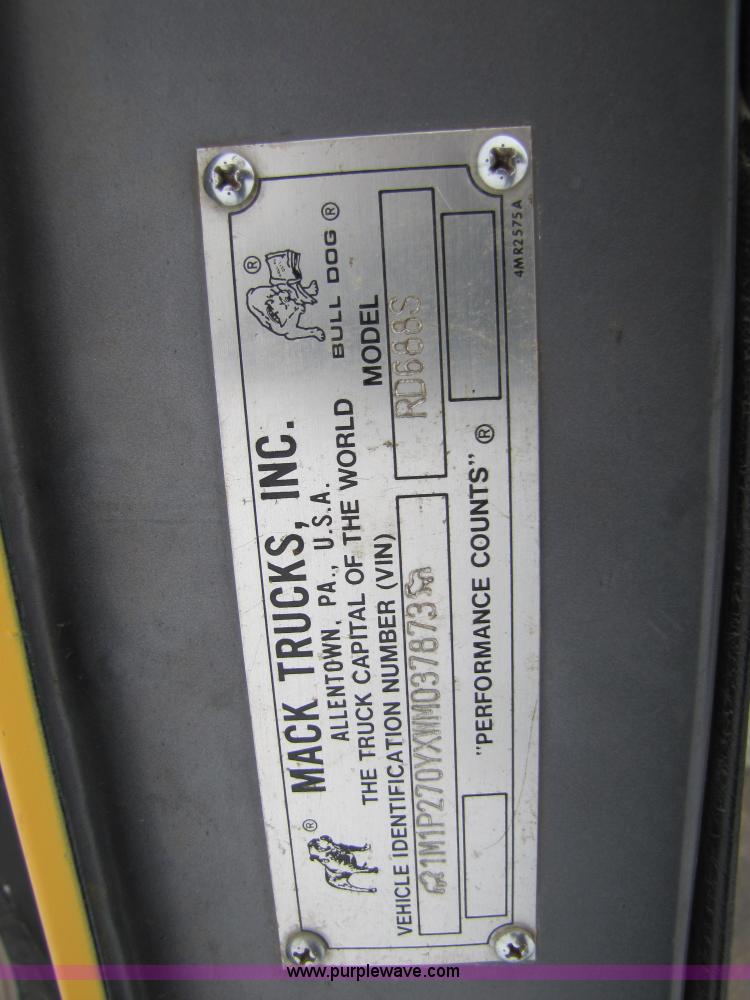 MACK TRUCKS, INC.
ALLENTOWN, PA., U.S.A.
THE TRUCK CAPITAL OF THE WORLD
BULL DOG ®
VEHICLE IDENTIFICATION NUMBER (VIN)
MODEL
1M1P270YXWM037873
RD688S
"PERFORMANCE COUNTS" ®
4MR2575A
www.purplewave.com